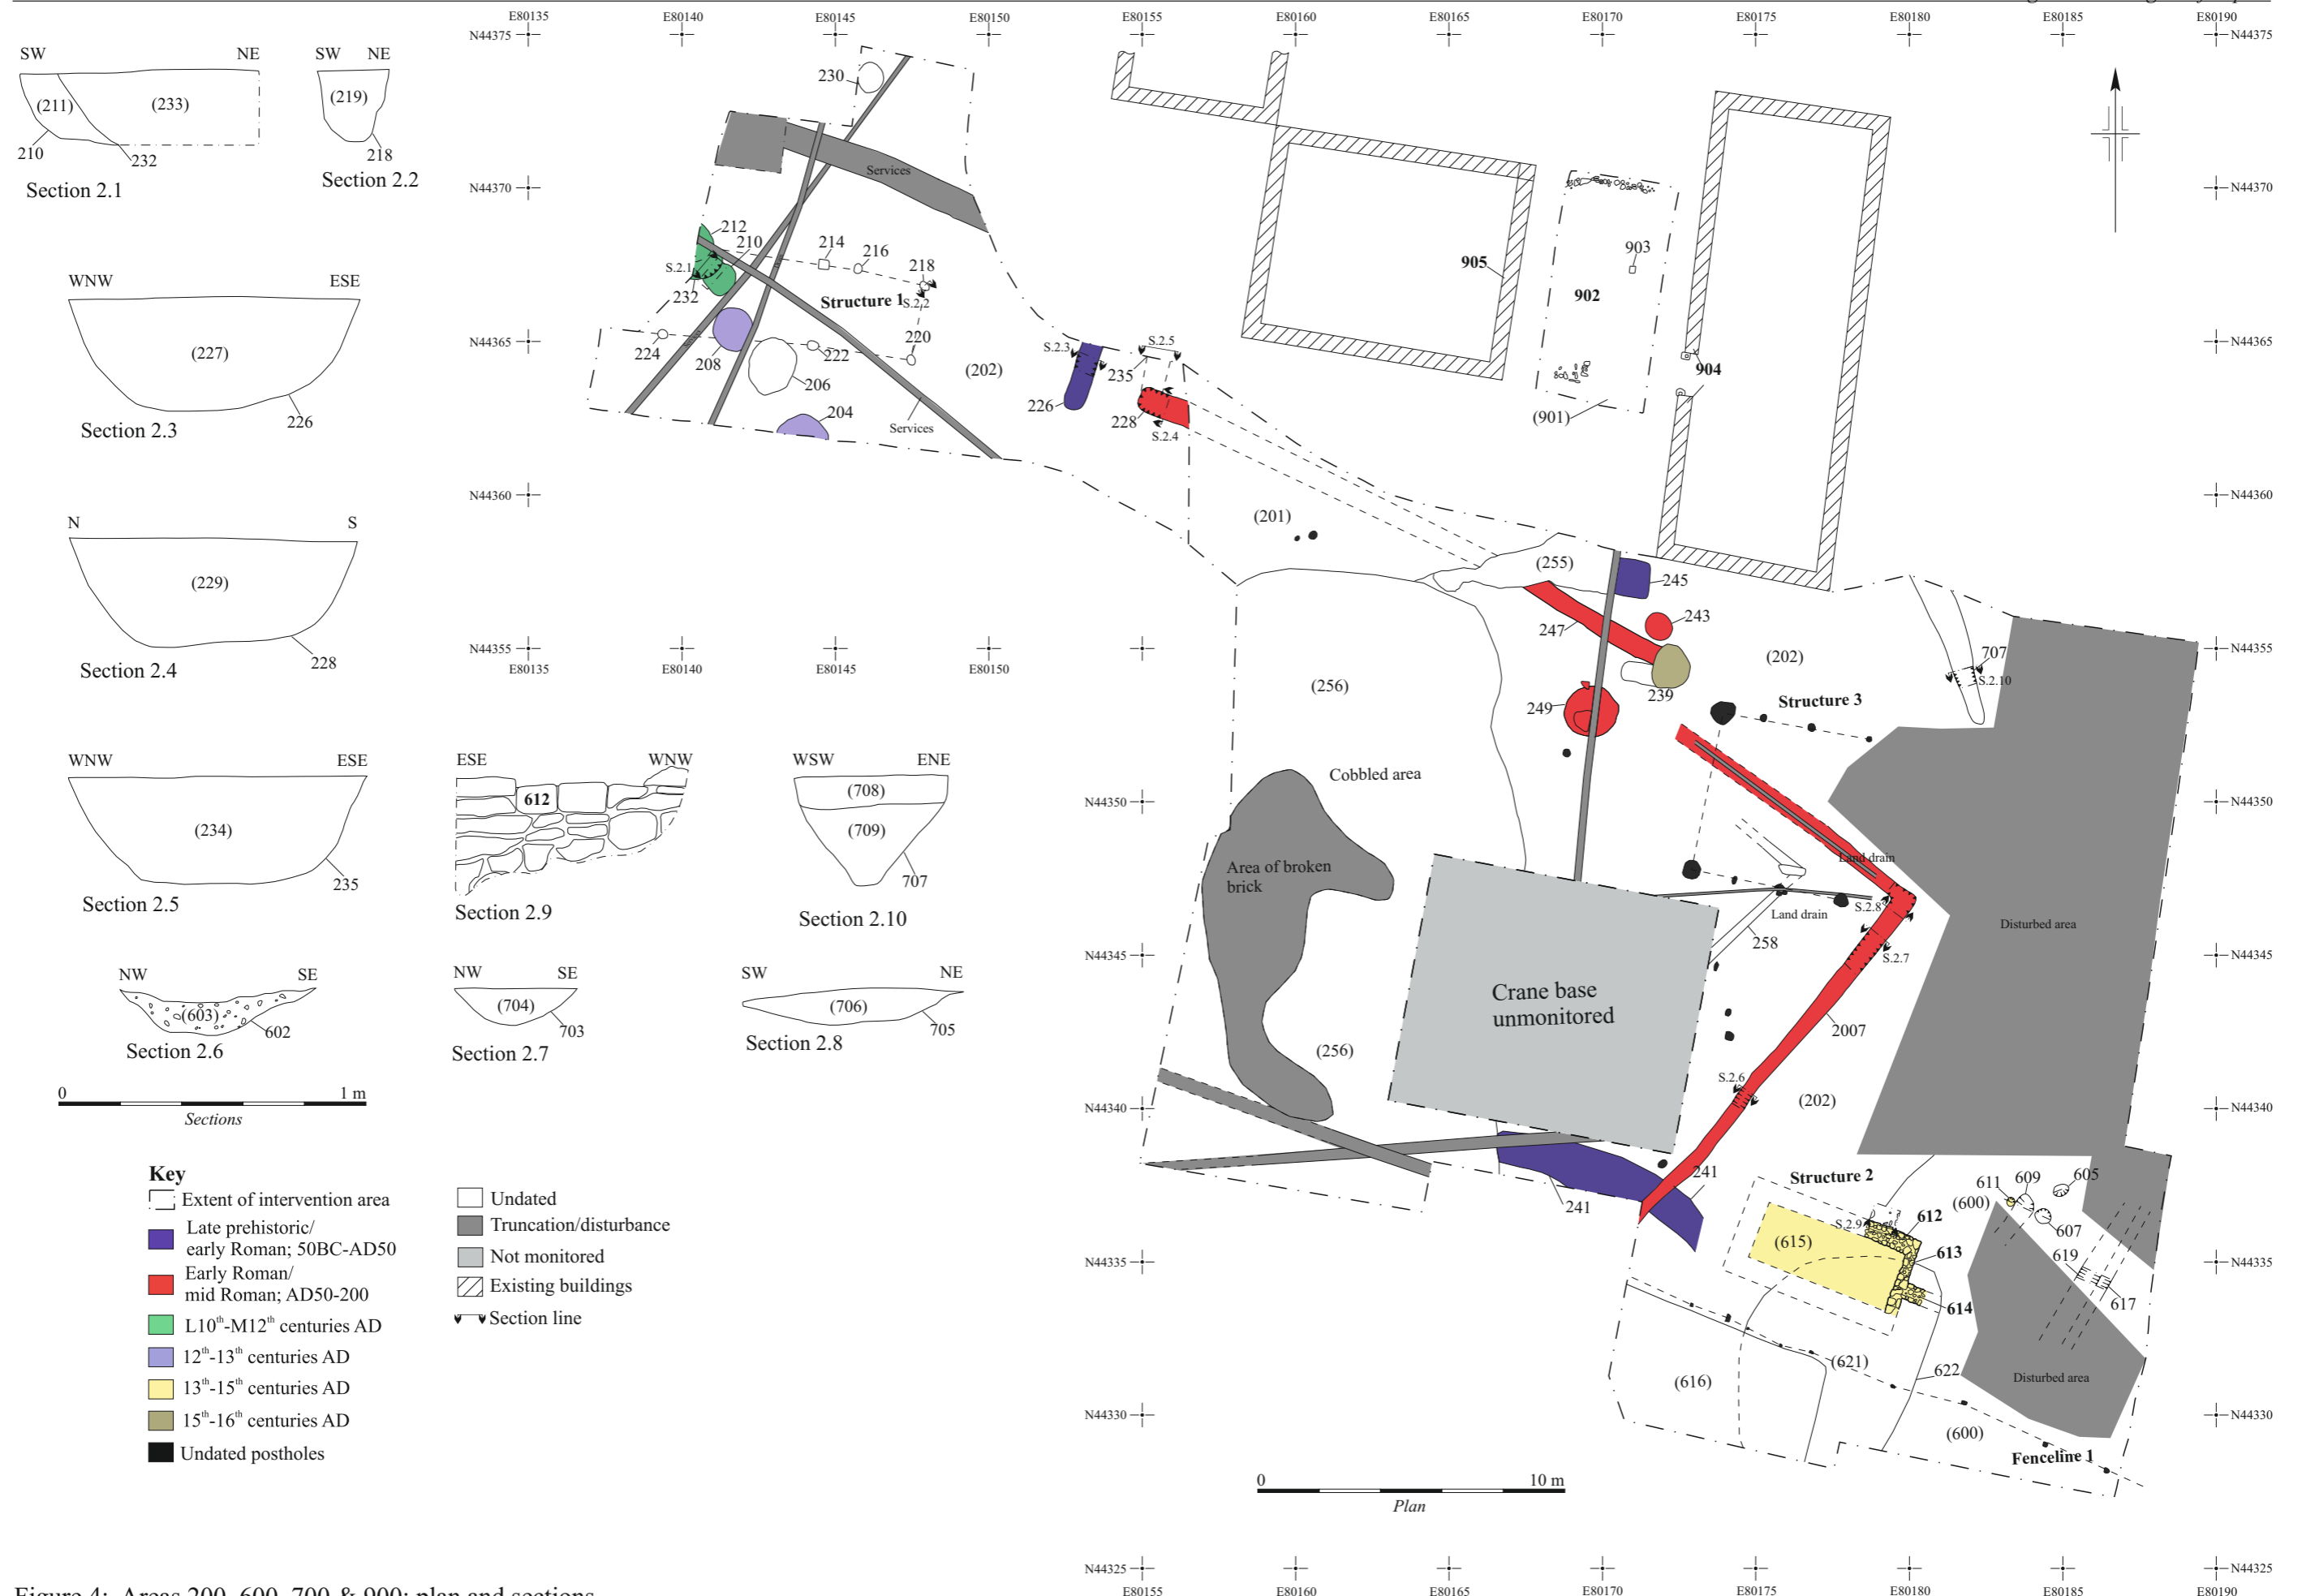 E80135 E80140 E80145 E80150 E80155 E80160 E80165 E80170 E80175 E80180 E80185 E80190
N44375 N44375
SW NE
(211) (233)
210 232
Section 2.1
SW NE
(219)
218
Section 2.2
WNW ESE
(227)
226
Section 2.3
N S
(229)
228
Section 2.4
WNW ESE
(234)
235
Section 2.5
ESE WNW
612
Section 2.9
WSW ENE
(708)
(709)
707
Section 2.10
NW SE
(603)
602
Section 2.6
NW SE
(704)
703
Section 2.7
SW NE
(706)
705
Section 2.8
0 1 m
Sections
Key
Extent of intervention area
Late prehistoric/
early Roman; 50BC-AD50
Early Roman/
mid Roman; AD50-200
L10th-M12th centuries AD
12th-13th centuries AD
13th-15th centuries AD
15th-16th centuries AD
Undated postholes
Undated
Truncation/disturbance
Not monitored
Existing buildings
Section line
N44370 N44370
N44365 N44365
N44360 N44360
N44355 N44355
E80135 E80140 E80145 E80150
230
Services
212
210
214
216
218
S.2.1
232
Structure 1
S.2.2
220
224
208
222
206
204
(202)
Services
S.2.3
S.2.5
235
226
228
S.2.4
905
903
902
904
(901)
(201)
(255)
245
243
247
(202)
707
S.2.10
239
249
Structure 3
(256)
Cobbled area
N44350 N44350
Area of broken
brick
Land drain
S.2.8
Land drain
258
S.2.7
Disturbed area
N44345 N44345
Crane base
unmonitored
2007
(256)
S.2.6
(202)
N44340 N44340
241
241
Structure 2
611
609
605
(600)
607
S.2.9
612
(615)
613
619
614
617
N44335 N44335
(621)
622
(616)
Disturbed area
N44330 N44330
(600)
Fenceline 1
0 10 m
Plan
N44325 N44325
E80155 E80160 E80165 E80170 E80175 E80180 E80185 E80190
Figure 4: Areas 200, 600, 700 & 900: plan and sections